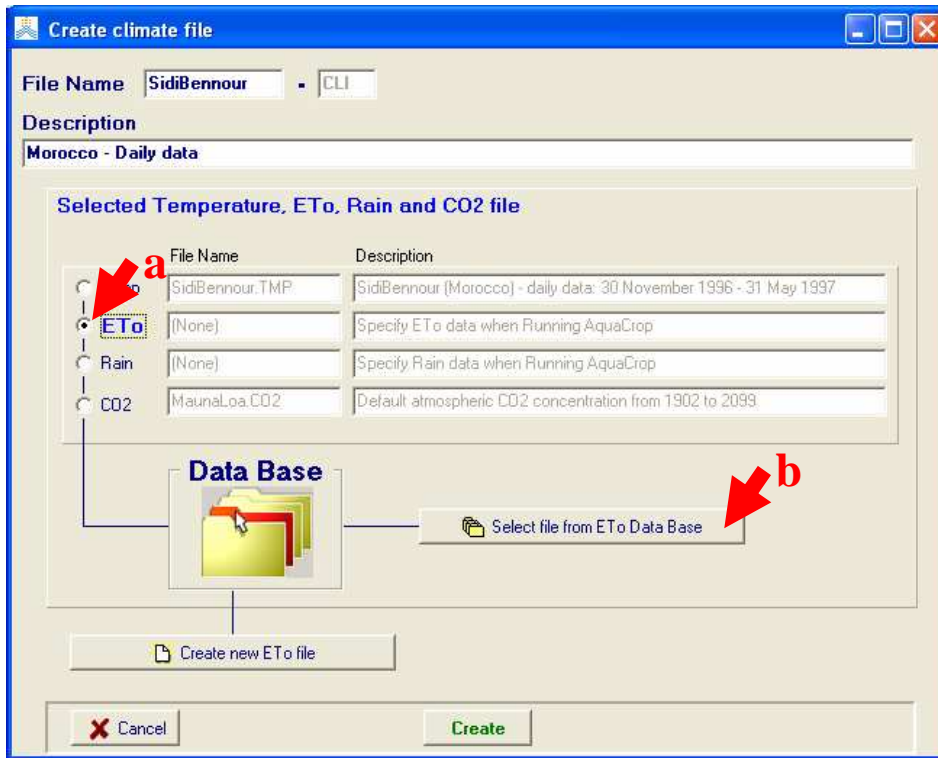 Create climate file
File Name SidiBennour - CLI
Description
Morocco - Daily data
Selected Temperature, ETo, Rain and CO2 file
a
File Name Description
SidiBennour.TMP SidiBennour (Morocco) - daily data: 30 November 1996 - 31 May 1997
ETo (None) Specify ETo data when Running AquaCrop
Rain (None) Specify Rain data when Running AquaCrop
CO2 MaunaLoa.CO2 Default atmospheric CO2 concentration from 1902 to 2099
Data Base
b
Select file from ETo Data Base
Create new ETo file
Cancel Create